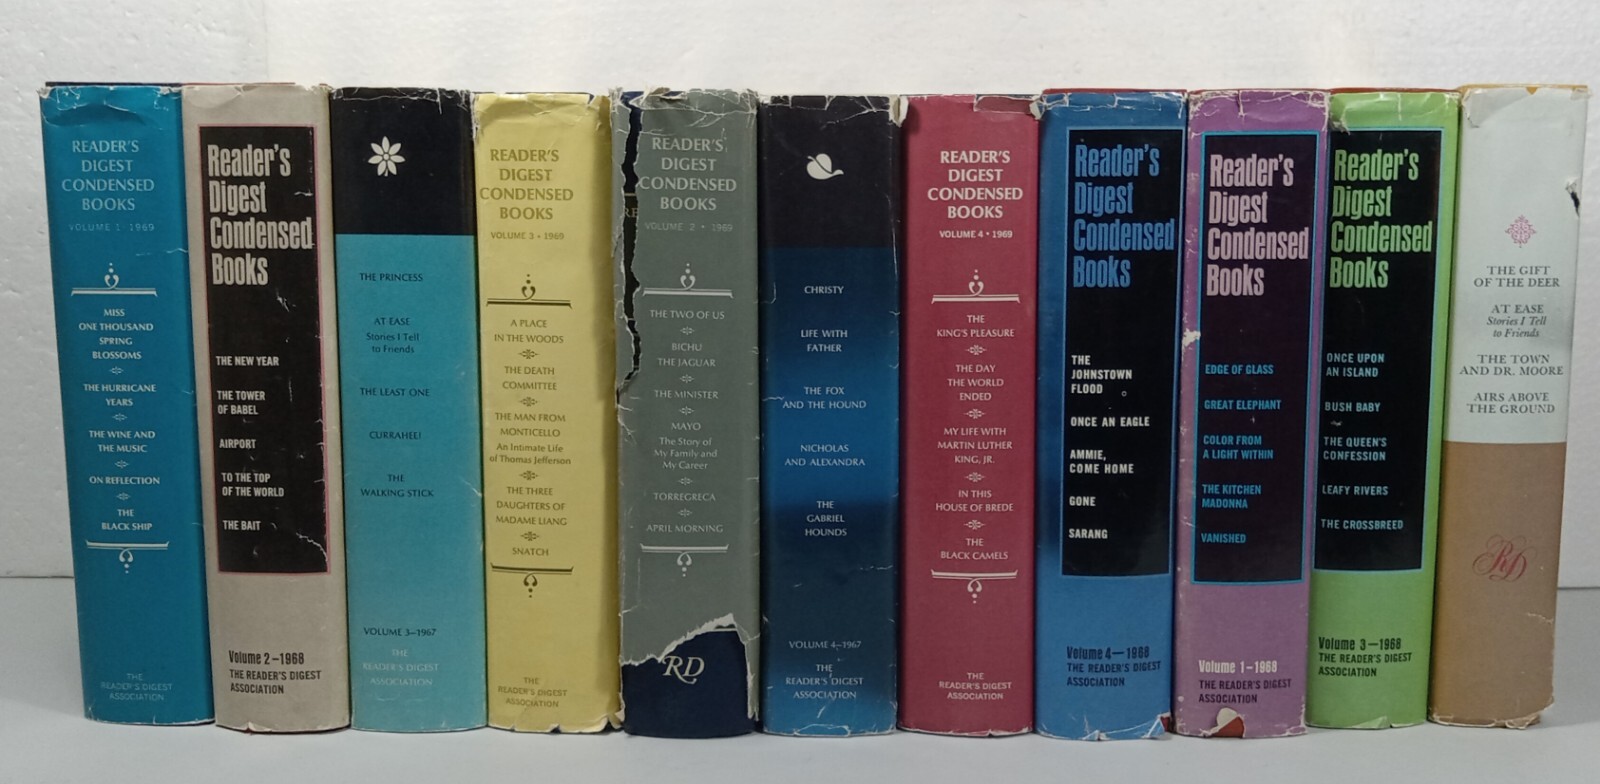 READER'S
DIGEST
CONDENSED
BOOKS
VOLUME 1 1969
MISS
ONE THOUSAND
SPRING
BLOSSOMS
THE HURRICANE
YEARS
THE WINE AND
THE MUSIC
ON REFLECTION
THE
BLACK SHIP
THE
READER'S DIGEST
ASSOCIATION
Reader's
Digest
Condensed
Books
THE NEW YEAR
THE TOWER
OF BABEL
AIRPORT
TO THE TOP
OF THE WORLD
THE BAIT
Volume 2-1968
THE READER'S DIGEST
ASSOCIATION
THE PRINCESS
AT EASE
Stories I Tell
to Friends
THE LEAST ONE
CURRAHEE!
THE
WALKING STICK
VOLUME 3-1967
THE
READER'S DIGEST
ASSOCIATION
READER'S
DIGEST
CONDENSED
BOOKS
VOLUME 3 • 1969
A PLACE
IN THE WOODS
THE DEATH
COMMITTEE
THE MAN FROM
MONTICELLO
An Intimate Life
of Thomas Jefferson
THE THREE
DAUGHTERS OF
MADAME LIANG
SNATCH
THE
READER'S DIGEST
ASSOCIATION
RE
READER'S
DIGEST
CONDENSED
BOOKS
VOLUME 2 • 1969
THE TWO OF US
BICHU
THE JAGUAR
THE MINISTER
MAYO
The Story of
My Family and
My Career
TORREGRECA
APRIL MORNING
RD
CHRISTY
LIFE WITH
FATHER
THE FOX
AND THE HOUND
NICHOLAS
AND ALEXANDRA
THE
GABRIEL
HOUNDS
VOLUME 4-1967
THE
READER'S DIGEST
ASSOCIATION
READER'S
DIGEST
CONDENSED
BOOKS
VOLUME 4 • 1969
THE
KING'S PLEASURE
THE DAY
THE WORLD
ENDED
MY LIFE WITH
MARTIN LUTHER
KING, JR.
IN THIS
HOUSE OF BREDE
THE
BLACK CAMELS
THE
READER'S DIGEST
ASSOCIATION
Reader's
Digest
Condensed
Books
THE
JOHNSTOWN
FLOOD
ONCE AN EAGLE
AMMIE,
COME HOME
GONE
SARANG
Volume 4-1968
THE READER'S DIGEST
ASSOCIATION
Reader's
Digest
Condensed
Books
EDGE OF GLASS
GREAT ELEPHANT
COLOR FROM
A LIGHT WITHIN
THE KITCHEN
MADONNA
VANISHED
Volume 1-1968
THE READER'S DIGEST
ASSOCIATION
Reader's
Digest
Condensed
Books
ONCE UPON
AN ISLAND
BUSH BABY
THE QUEEN'S
CONFESSION
LEAFY RIVERS
THE CROSSBREED
Volume 3-1968
THE READER'S DIGEST
ASSOCIATION
THE GIFT
OF THE DEER
AT EASE
Stories I Tell
to Friends
THE TOWN
AND DR. MOORE
AIRS ABOVE
THE GROUND
RD